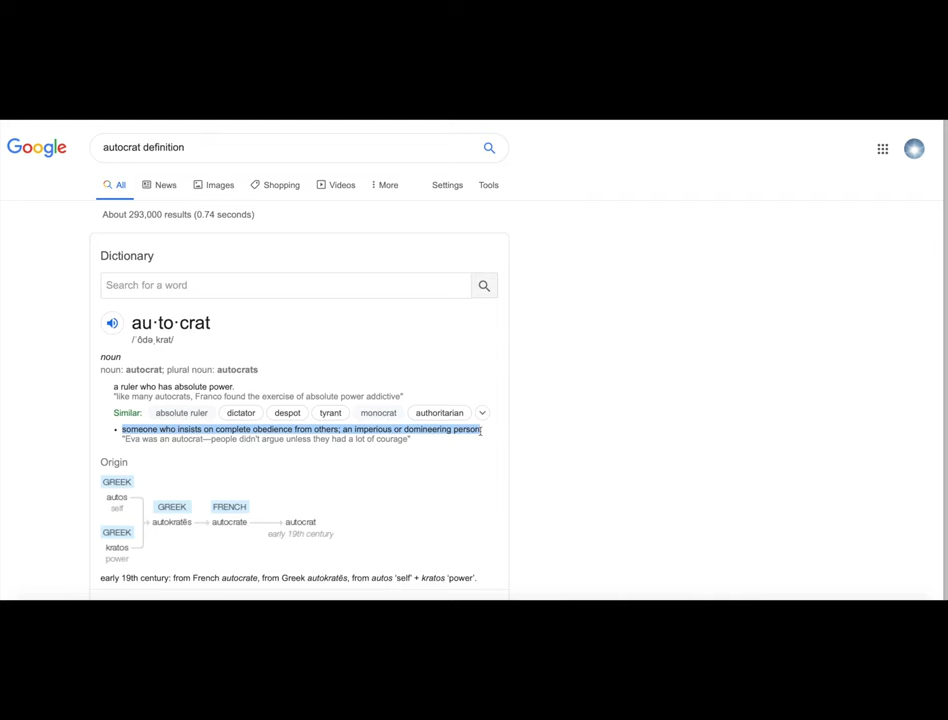 Google
autocrat definition
All News Images Shopping Videos More Settings Tools
About 293,000 results (0.74 seconds)
Dictionary
Search for a word
au·to·crat
/ˈôdəˌkrat/
noun
noun: autocrat; plural noun: autocrats
a ruler who has absolute power.
"like many autocrats, Franco found the exercise of absolute power addictive"
Similar: absolute ruler dictator despot tyrant monocrat authoritarian
• someone who insists on complete obedience from others; an imperious or domineering person.
"Eva was an autocrat—people didn't argue unless they had a lot of courage"
Origin
GREEK
autos
self
GREEK FRENCH
autokratēs autocrate autocrat
early 19th century
GREEK
kratos
power
early 19th century: from French autocrate, from Greek autokratēs, from autos ‘self’ + kratos ‘power’.